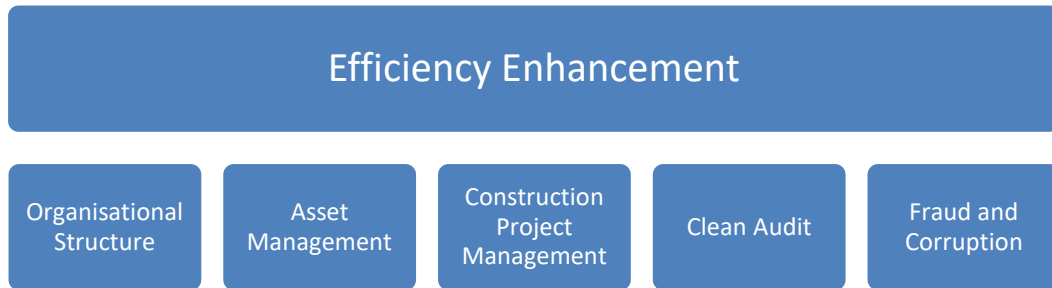 Efficiency Enhancement
Organisational
Structure
Asset
Management
Construction
Project
Management
Clean Audit
Fraud and
Corruption